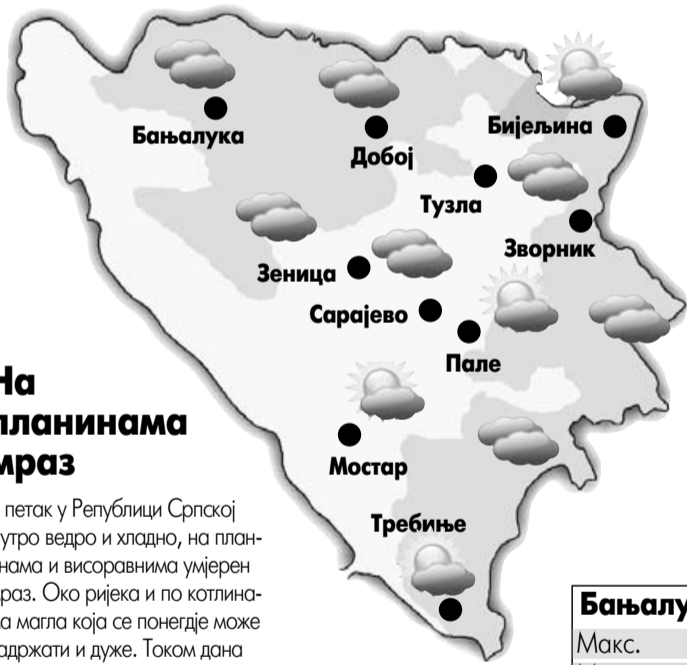 Бањалука
Добој
Бијељина
Тузла
Зворник
Зеница
Сарајево
Пале
Мостар
Требиње
На
планинама
мраз
петак у Републици Српској
утро ведро и хладно, на план-
нама и висоравнима умјерен
раз. Око ријека и по котлина-
а магла која се понегдје може
адржати и дуже. Током дана
Бањалу
Макс.